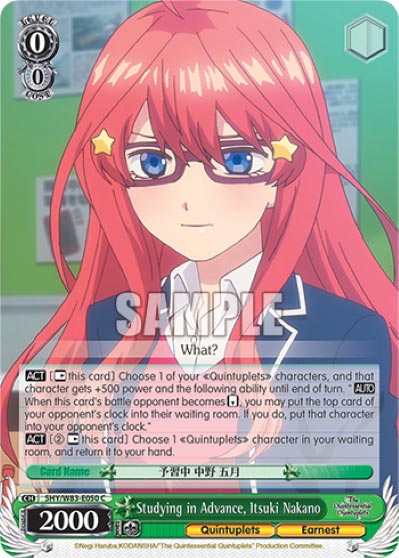 LEVEL
0
0
COST
SAMPLE
What?
ACT [ this card] Choose 1 of your «Quintuplets» characters, and that
character gets +500 power and the following ability until end of turn. "AUTO
When this card's battle opponent becomes , you may put the top card
of your opponent's clock into their waiting room. If you do, put that character
into your opponent's clock."
ACT [② this card] Choose 1 «Quintuplets» character in your waiting
room, and return it to your hand.
Card Name
予習中 中野 五月
CH 5HY/W83-E050 C
Studying in Advance, Itsuki Nakano
The Quintessential Quintuplets
POWER
2000
SOUL
Quintuplets
Earnest
©Negi Haruba,KODANSHA/"The Quintessential Quintuplets" Production Committee